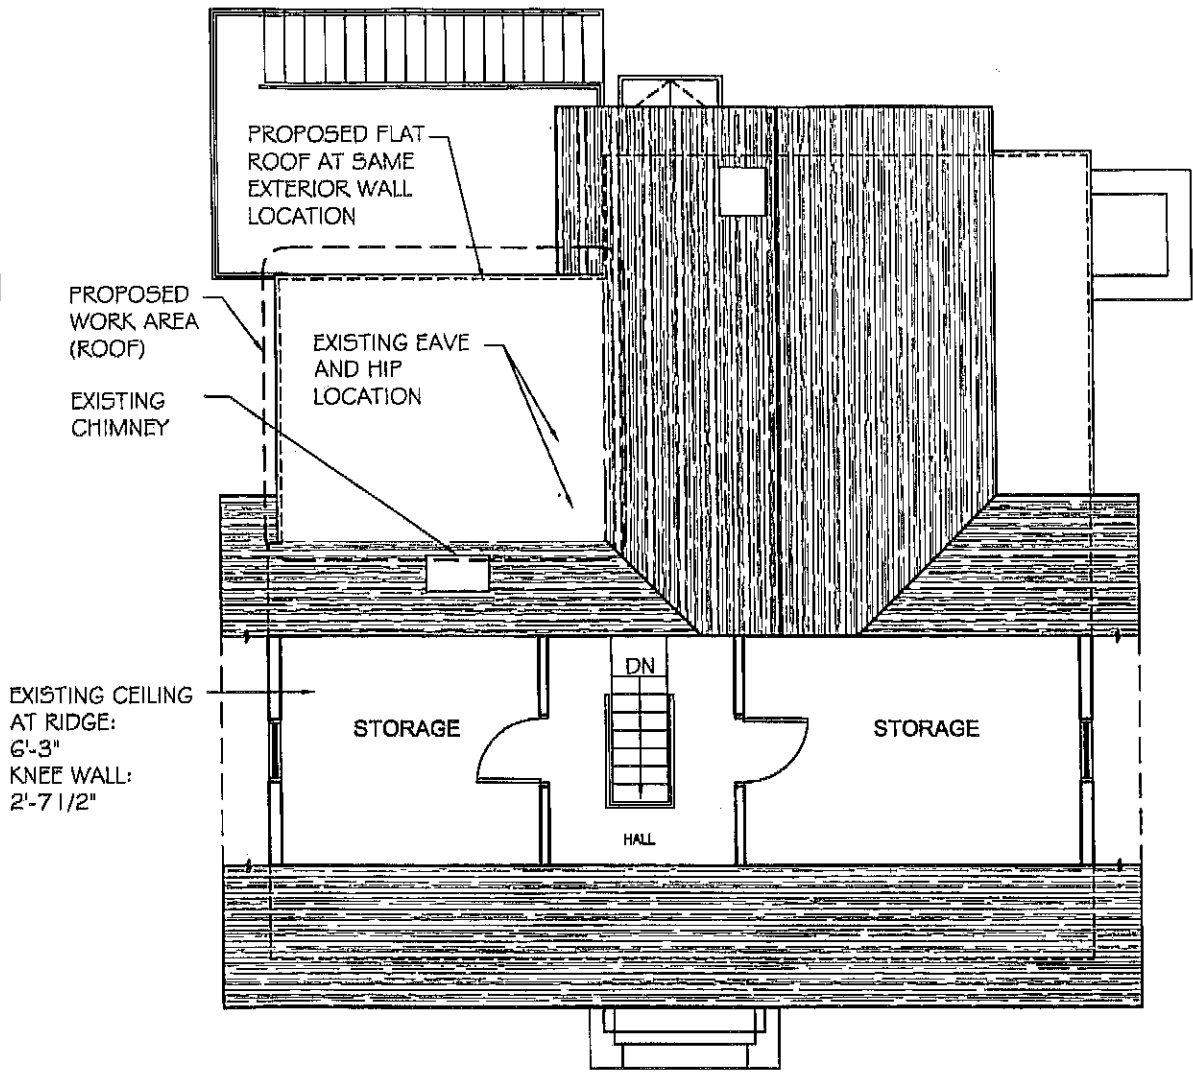 PROPOSED FLAT
ROOF AT SAME
EXTERIOR WALL
LOCATION
PROPOSED
WORK AREA
(ROOF)
EXISTING EAVE
AND HIP
LOCATION
EXISTING
CHIMNEY
EXISTING CEILING
AT RIDGE:
6'-3"
KNEE WALL:
2'-7 1/2"
STORAGE
DN
STORAGE
HALL